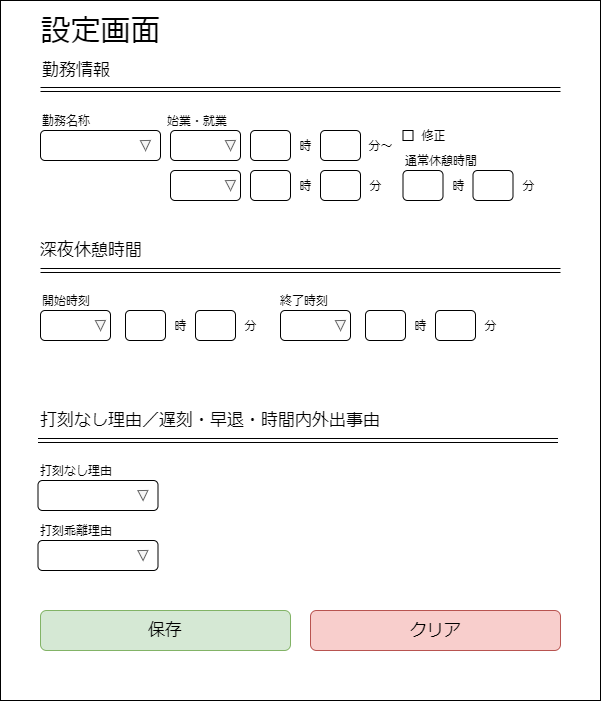 設定画面
勤務情報
勤務名称
始業・就業
▽
▽
時
分～
修正
通常休憩時間
▽
時
分
時
分
深夜休憩時間
開始時刻
終了時刻
▽
時
分
▽
時
分
打刻なし理由／遅刻・早退・時間内外出事由
打刻なし理由
▽
打刻乖離理由
▽
保存
クリア